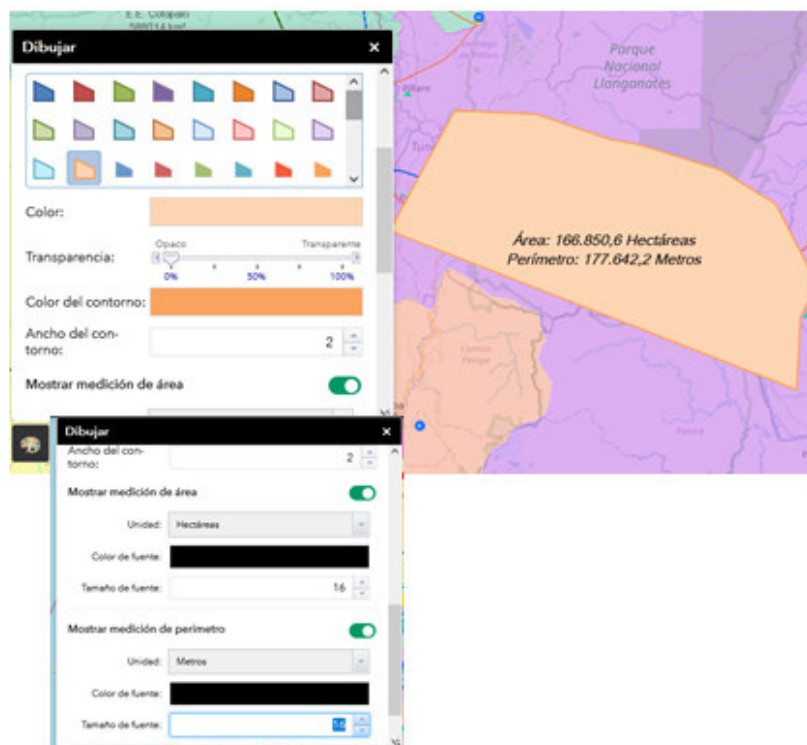 Dibujar
Color:
Transparencia:
Opaco
Transparente
0%
50%
100%
Color del contorno:
Ancho del con-
torno:
2
Mostrar medición de área
Parque
Nacional
Llanganates
Píllaro
Área: 166.850,6 Hectáreas
Perímetro: 177.642,2 Metros
Dibujar
Ancho del con-
torno:
2
Mostrar medición de área
Unidad:
Hectáreas
Color de fuente:
Tamaño de fuente:
16
Mostrar medición de perímetro
Unidad:
Metros
Color de fuente:
Tamaño de fuente:
16